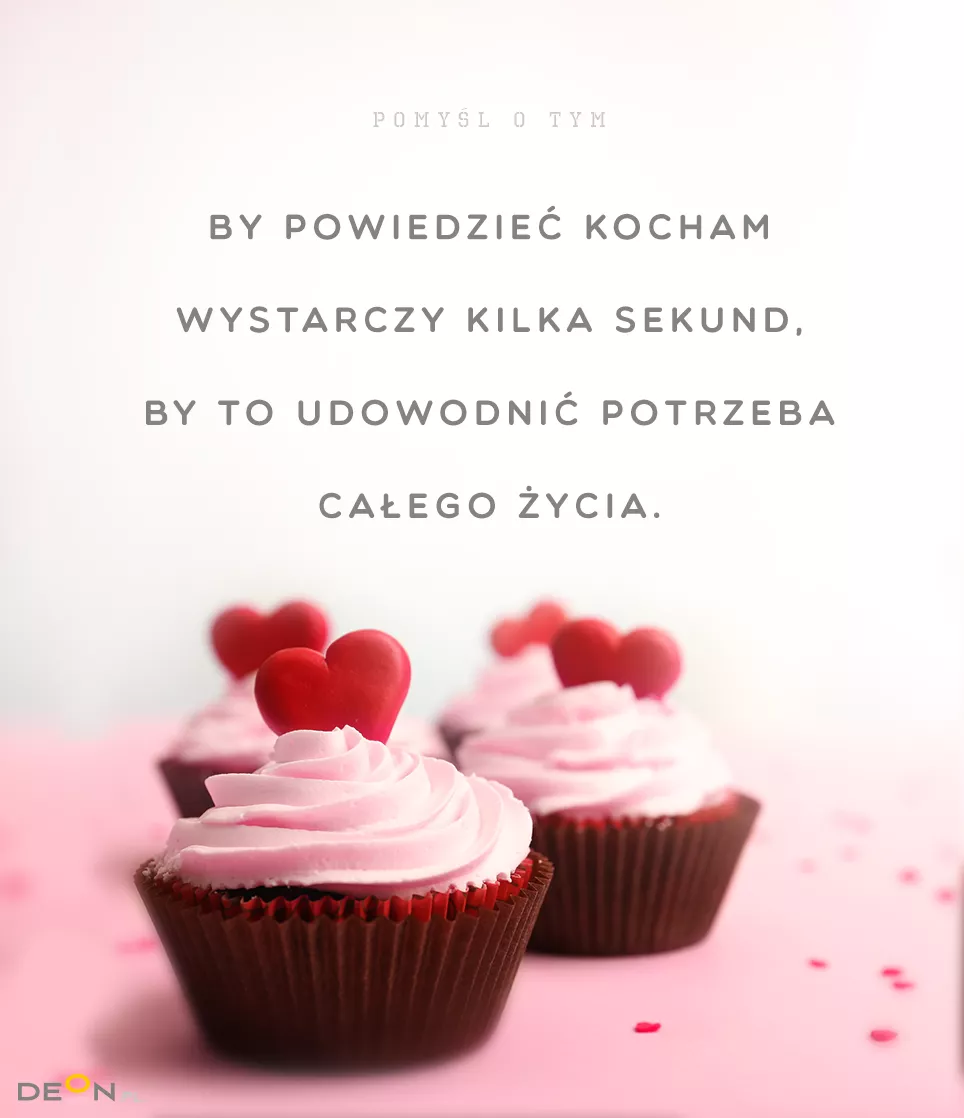 POMYŚL O TYM
BY POWIEDZIEĆ KOCHAM
WYSTARCZY KILKA SEKUND,
BY TO UDOWODNIĆ POTRZEBA
CAŁEGO ŻYCIA.
DEON